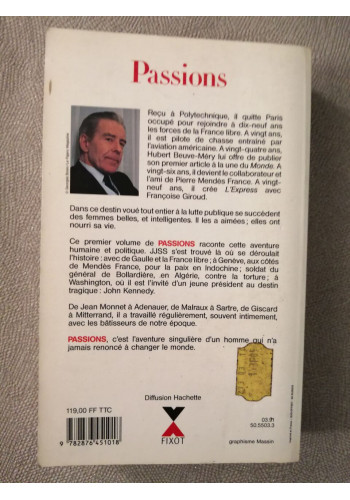 Passions
Reçu à Polytechnique, il quitte Paris
occupé pour rejoindre à dix-neuf ans
les forces de la France libre. A vingt ans,
il est pilote de chasse entraîné par
l'aviation américaine. A vingt-quatre ans,
Hubert Beuve-Méry lui offre de publier
son premier article à la une du Monde. A
vingt-six ans, il devient le collaborateur et
l'ami de Pierre Mendès France. A vingt-
neuf ans, il crée L'Express avec
Françoise Giroud.
Dans ce destin voué tout entier à la lutte publique se succèdent
des femmes belles, et intelligentes. Il les a aimées ; elles ont
nourri sa vie.
Ce premier volume de PASSIONS raconte cette aventure
humaine et politique. JJSS s'est trouvé là où se déroulait
l'histoire : avec de Gaulle et la France libre ; à Genève, aux côtés
de Mendès France, pour la paix en Indochine ; soldat du
général de Bollardière, en Algérie, contre la torture ; à
Washington, où il est l'invité d'un jeune président au destin
tragique : John Kennedy.
De Jean Monnet à Adenauer, de Malraux à Sartre, de Giscard
à Mitterrand, il a travaillé régulièrement, souvent intimement,
avec les bâtisseurs de notre époque.
PASSIONS, c'est l'aventure singulière d'un homme qui n'a
jamais renoncé à changer le monde.
Diffusion Hachette
119,00 FF TTC
FIXOT
03.fh
50.5503.3
9 782876 451018
graphisme Massin